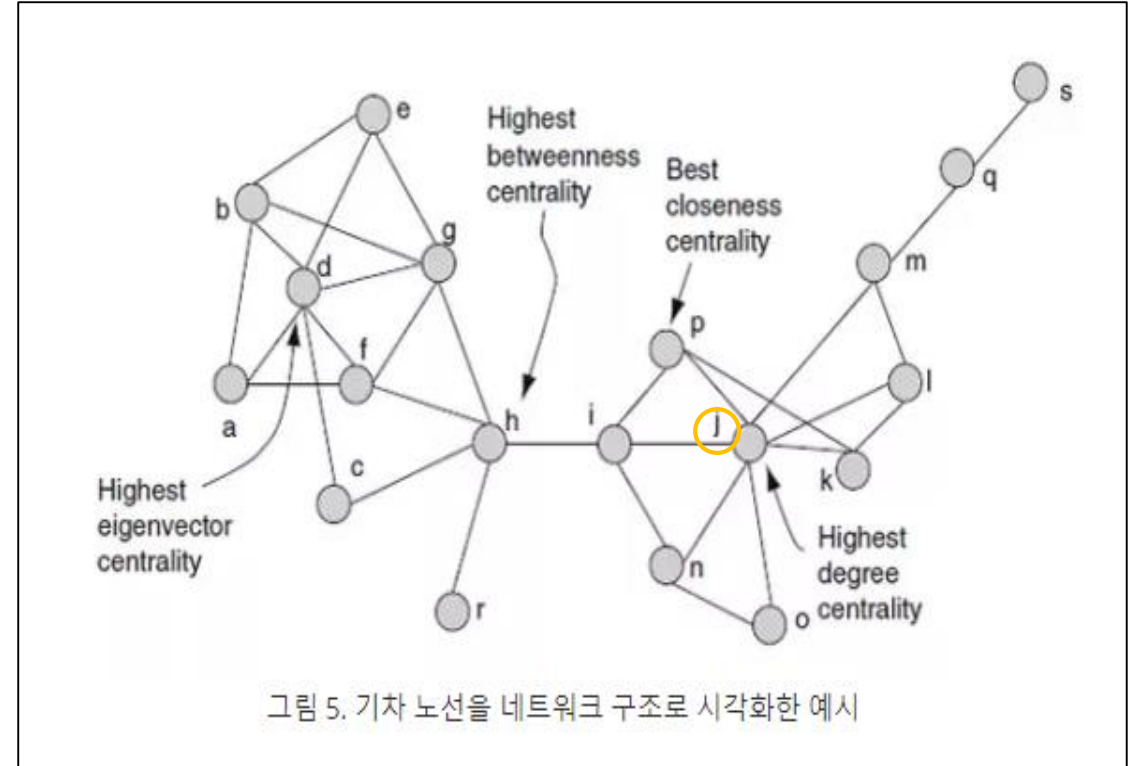 e
Highest
betweenness
centrality
s
q
Best
closeness
centrality
b
g
d
m
p
f
l
a
h
i
j
c
k
Highest
eigenvector
centrality
Highest
degree
centrality
n
r
o
그림 5. 기차 노선을 네트워크 구조로 시각화한 예시